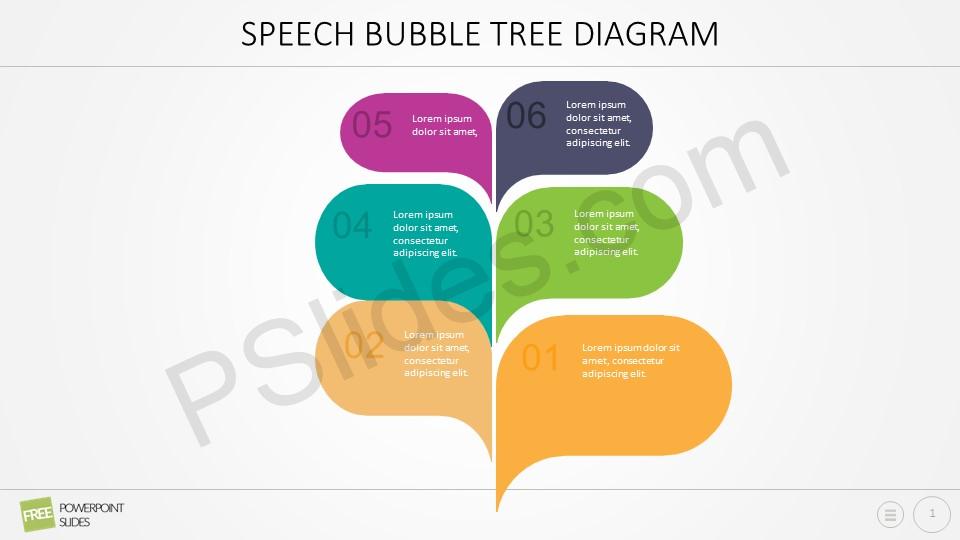 SPEECH BUBBLE TREE DIAGRAM
05
Lorem ipsum
dolor sit amet,
06
Lorem ipsum
dolor sit amet,
consectetur
adipiscing elit.
04
Lorem ipsum
dolor sit amet,
consectetur
adipiscing elit.
03
Lorem ipsum
dolor sit amet,
consectetur
adipiscing elit.
02
Lorem ipsum
dolor sit amet,
consectetur
adipiscing elit.
01
Lorem ipsum dolor sit
amet, consectetur
adipiscing elit.
PSlides.com
FREE
POWERPOINT
SLIDES
1